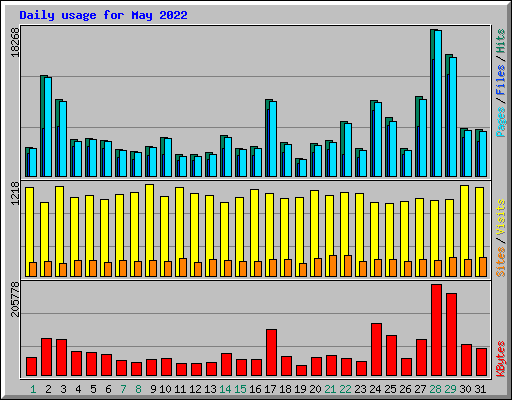 Daily usage for May 2022
18268
Pages / Files / Hits
1218
Sites / Visits
205778
KBytes
1 2 3 4 5 6 7 8 9 10 11 12 13 14 15 16 17 18 19 20 21 22 23 24 25 26 27 28 29 30 31